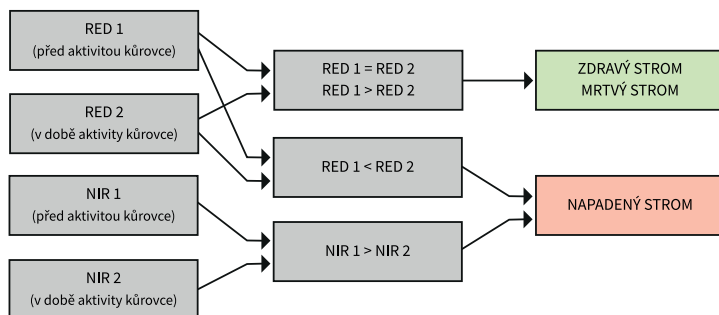 RED 1
(před aktivitou kůrovce)
RED 2
(v době aktivity kůrovce)
NIR 1
(před aktivitou kůrovce)
NIR 2
(v době aktivity kůrovce)
RED 1 = RED 2
RED 1 > RED 2
RED 1 < RED 2
NIR 1 > NIR 2
ZDRAVÝ STROM
MRTVÝ STROM
NAPADENÝ STROM